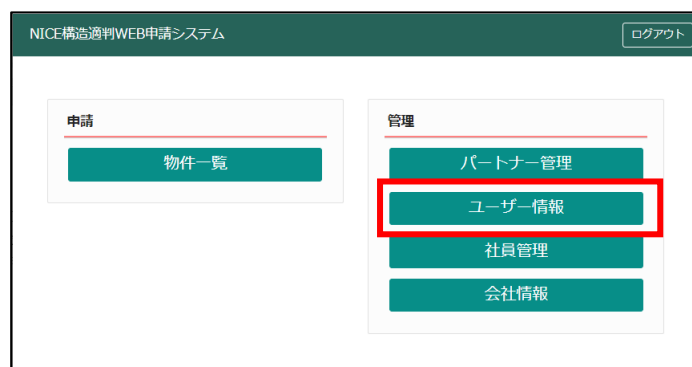 NICE構造適判WEB申請システム
ログアウト
申請
物件一覧
管理
パートナー管理
ユーザー情報
社員管理
会社情報